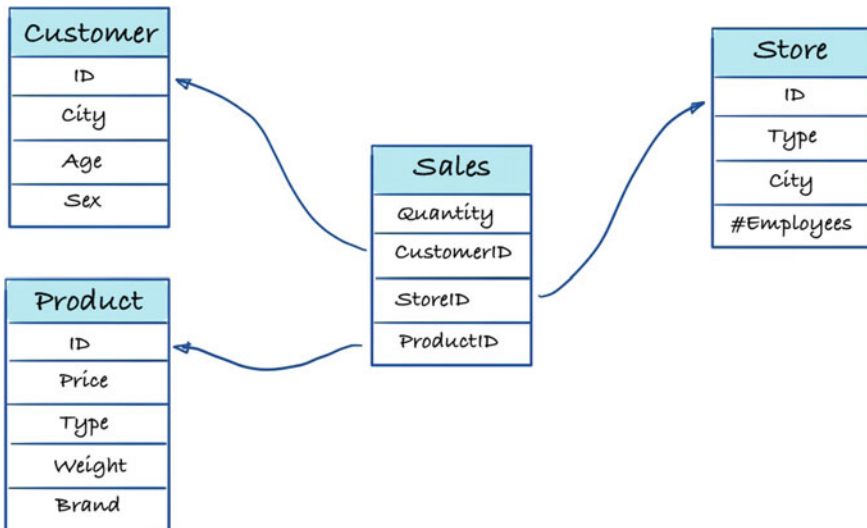 Customer
ID
City
Age
Sex
Product
ID
Price
Type
Weight
Brand
Sales
Quantity
CustomerID
StoreID
ProductID
Store
ID
Type
City
#Employees